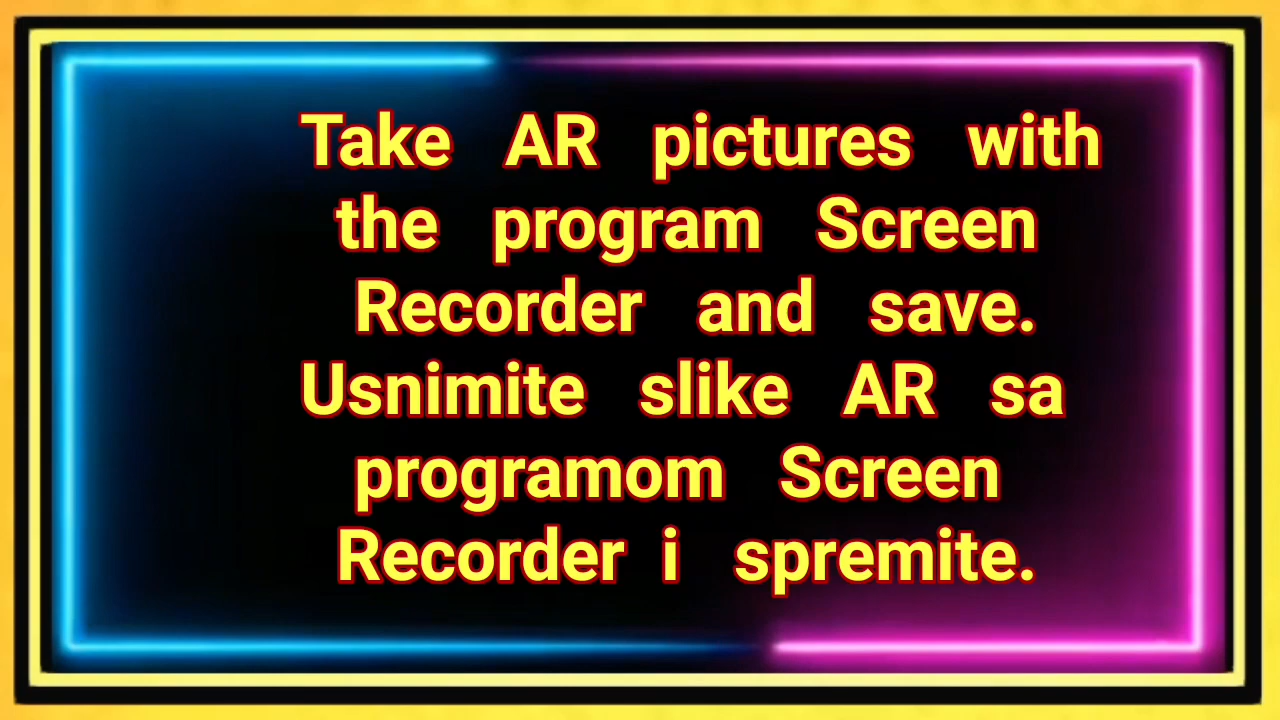 Take AR pictures with
the program Screen
Recorder and save.
Usnimite slike AR sa
programom Screen
Recorder i spremite.